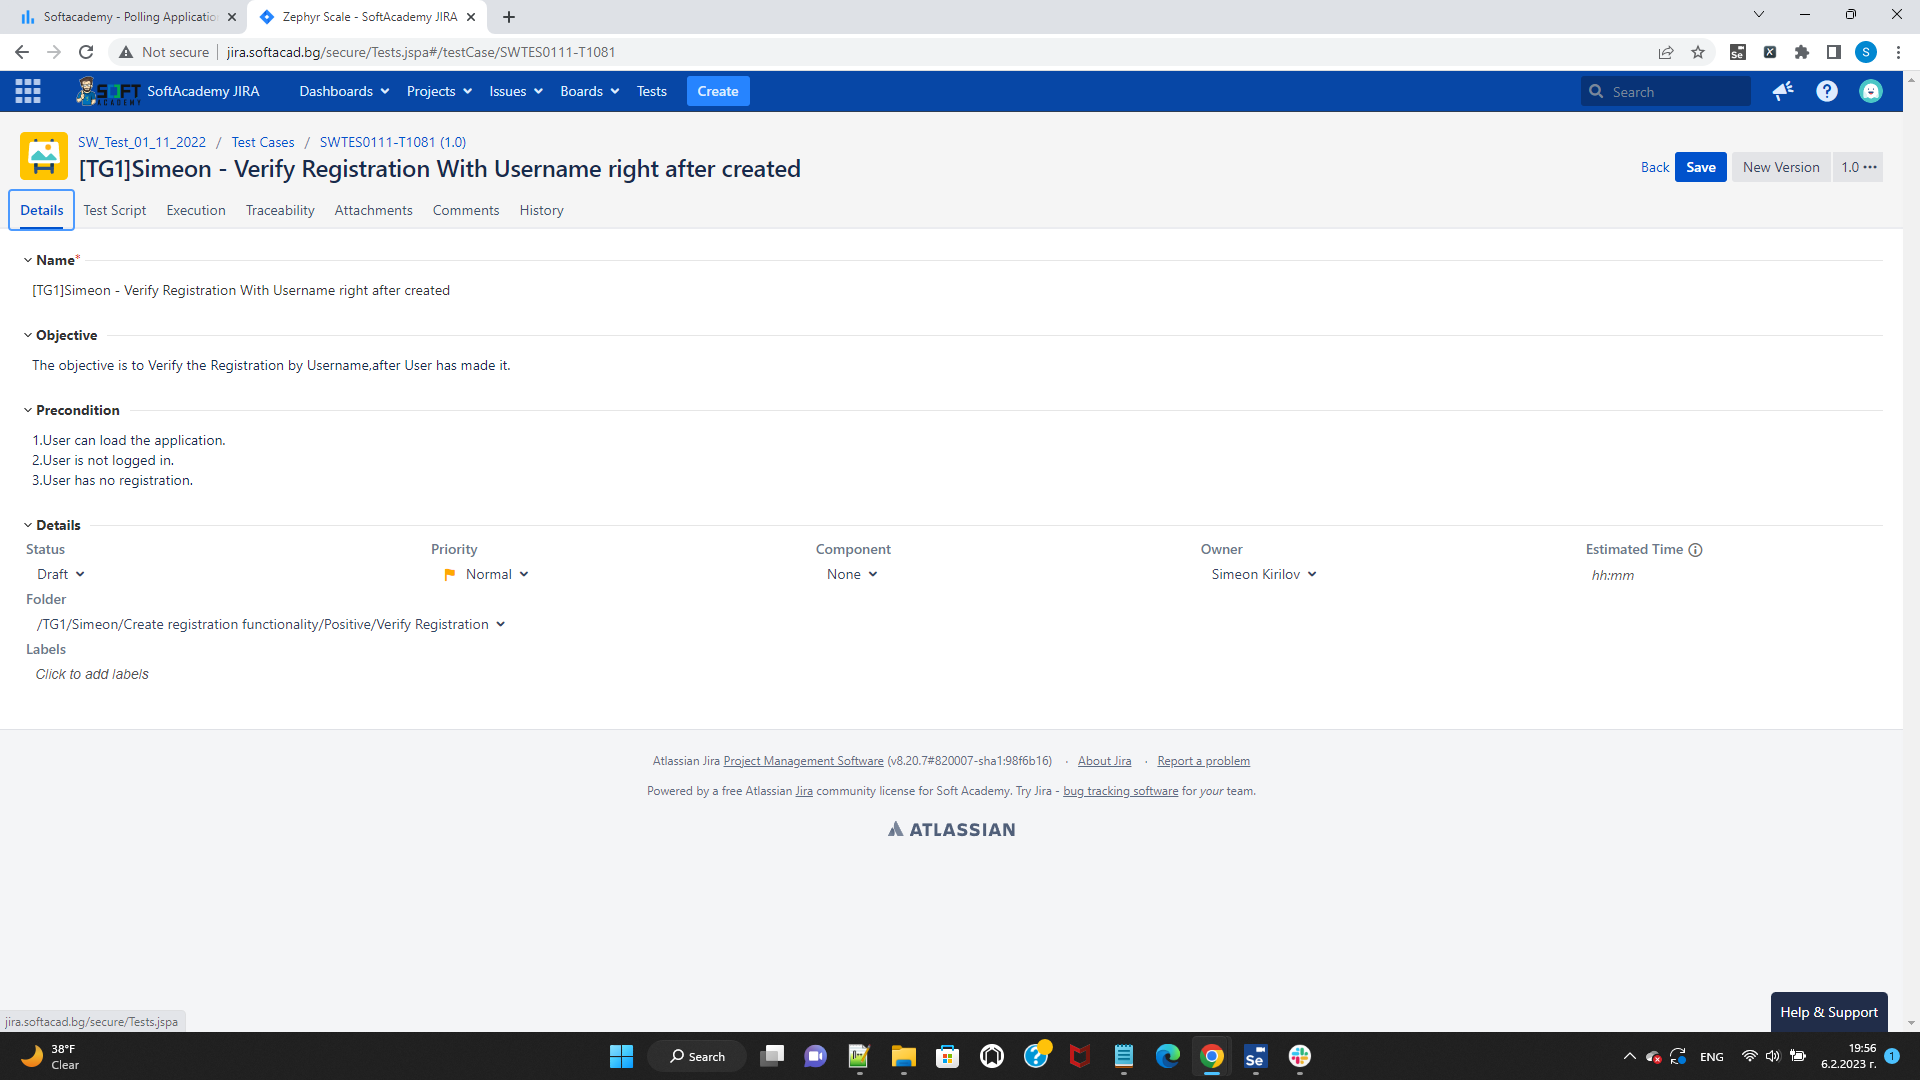 Softacademy - Polling Applicatio
Zephyr Scale - SoftAcademy JIRA
Not secure
jira.softacad.bg/secure/Tests.jspa#/testCase/SWTES0111-T1081
S
SOFT
ACADEMY
SoftAcademy JIRA
Dashboards
Projects
Issues
Boards
Tests
Create
Search
SW_Test_01_11_2022 / Test Cases / SWTES0111-T1081 (1.0)
[TG1]Simeon - Verify Registration With Username right after created
Back
Save
New Version
1.0
Details
Test Script
Execution
Traceability
Attachments
Comments
History
Name*
[TG1]Simeon - Verify Registration With Username right after created
Objective
The objective is to Verify the Registration by Username,after User has made it.
Precondition
1.User can load the application.
2.User is not logged in.
3.User has no registration.
Details
Status
Priority
Component
Owner
Estimated Time
Draft
Normal
None
Simeon Kirilov
hh:mm
Folder
/TG1/Simeon/Create registration functionality/Positive/Verify Registration
Labels
Click to add labels
Atlassian Jira Project Management Software (v8.20.7#820007-sha1:98f6b16) · About Jira · Report a problem
Powered by a free Atlassian Jira community license for Soft Academy. Try Jira - bug tracking software for your team.
ATLASSIAN
Help & Support
jira.softacad.bg/secure/Tests.jspa
38°F
Clear
Search
Se
ENG
19:56
6.2.2023 г.
1